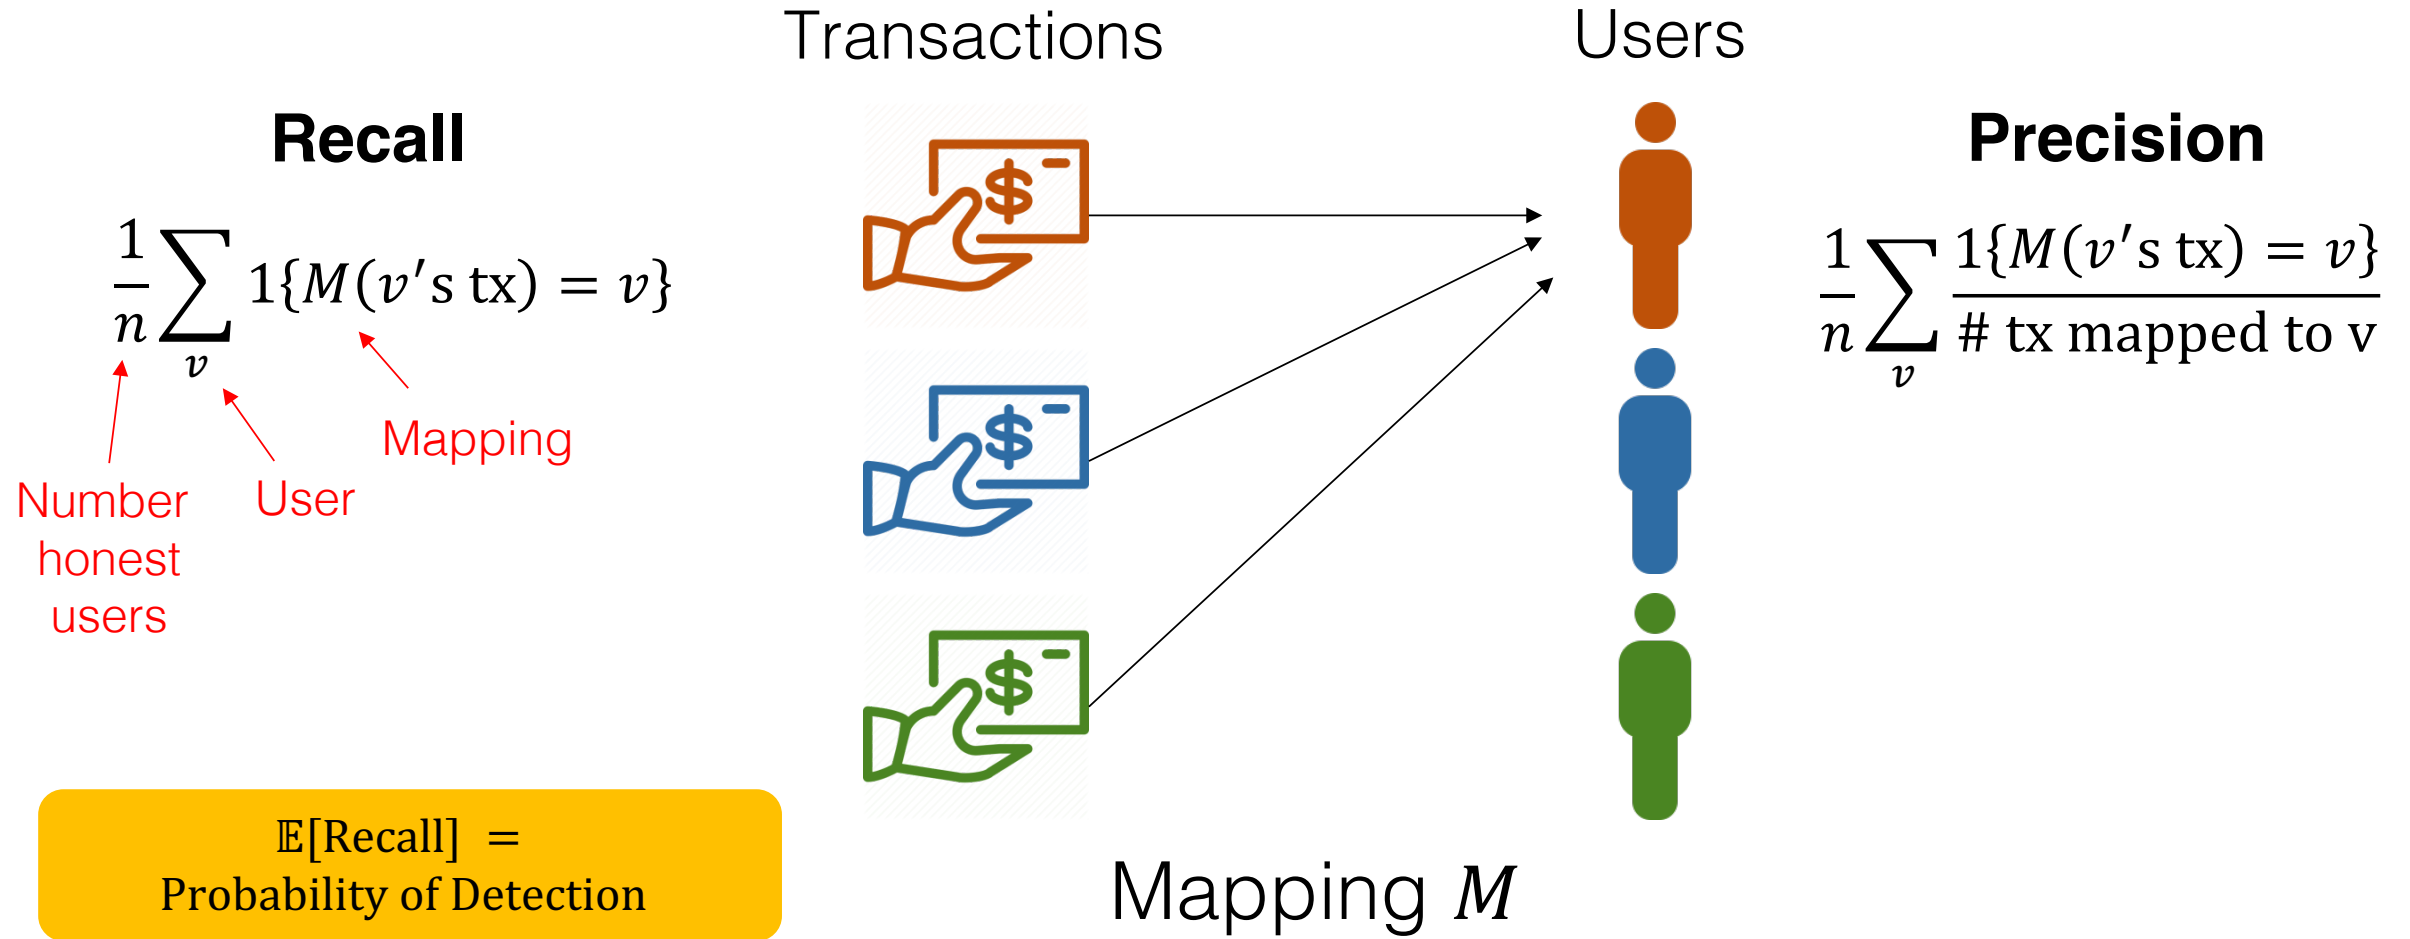 Transactions
Users
Recall
Precision
1/n ∑_v 1{M(v's tx) = v}
1/n ∑_v 1{M(v's tx) = v} / # tx mapped to v
Mapping
User
Number
honest
users
$
$
$
𝔼[Recall] =
Probability of Detection
Mapping M